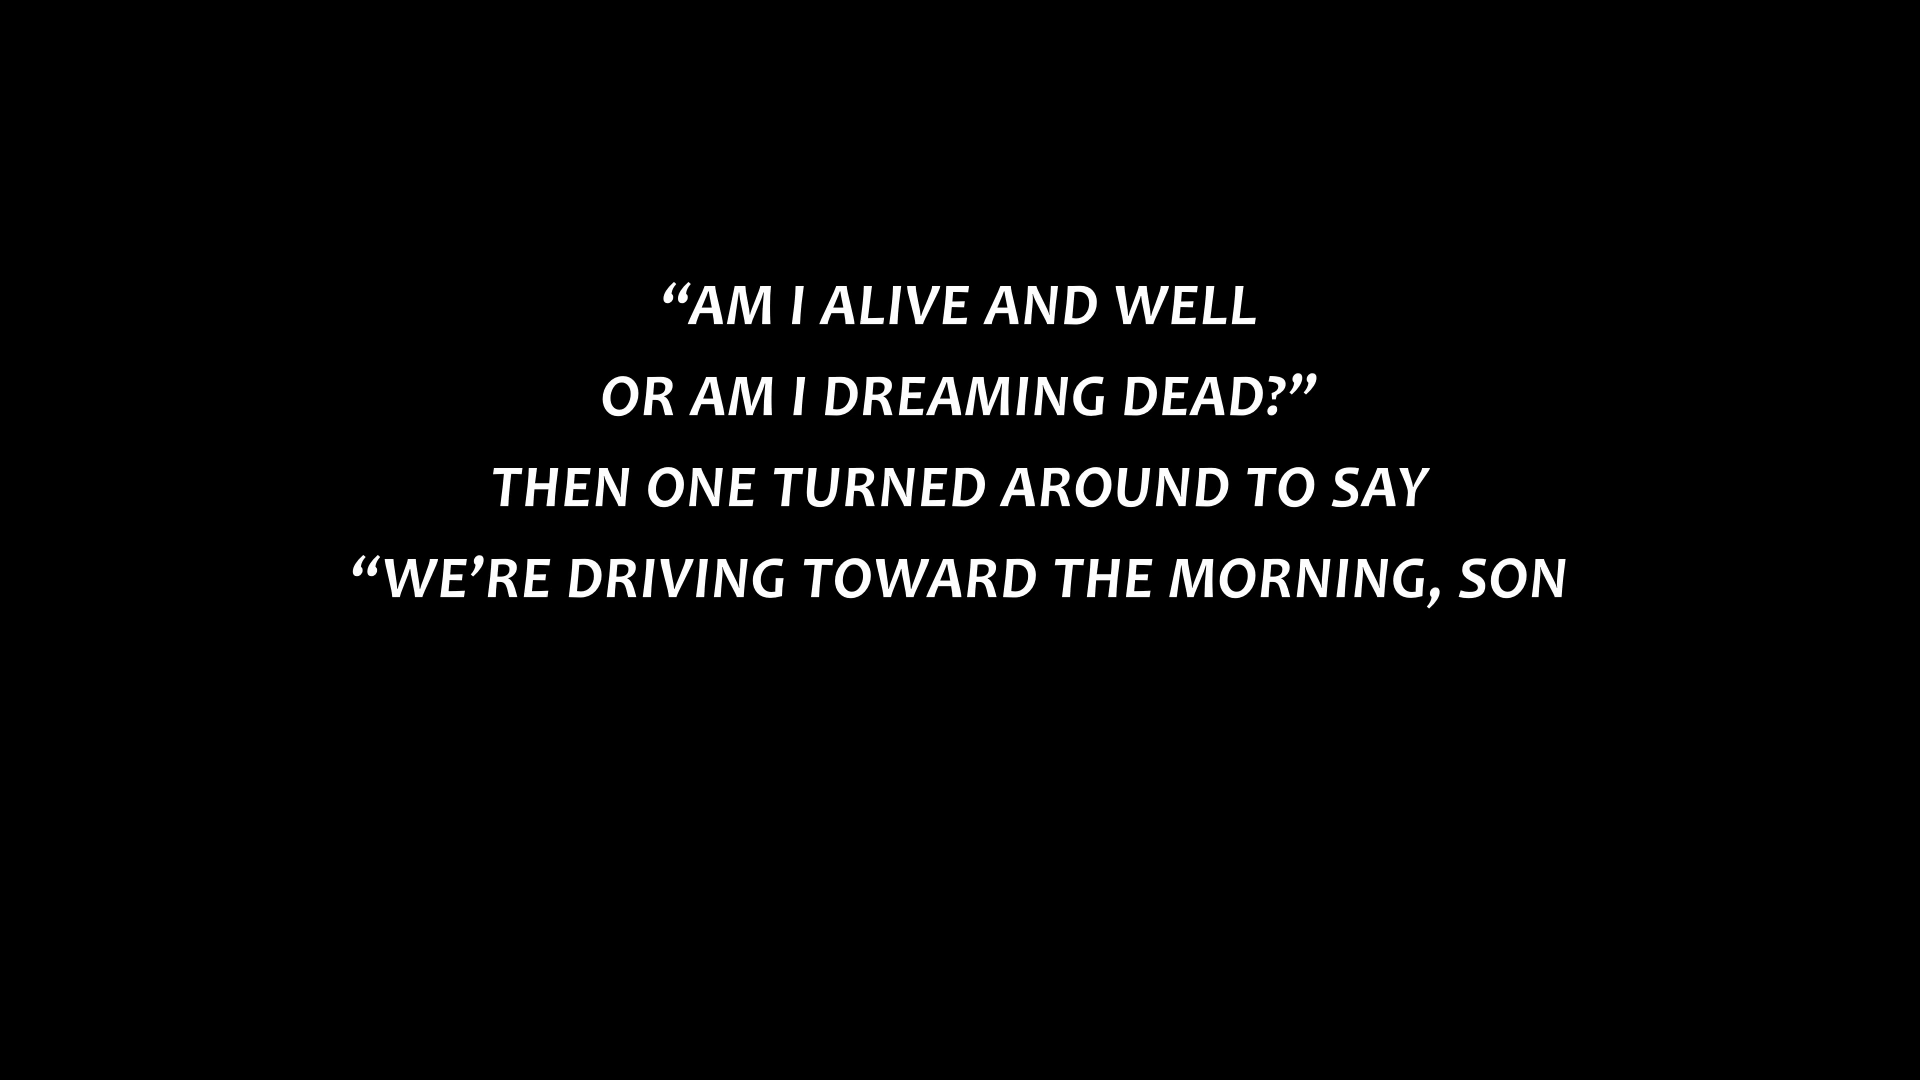 “AM I ALIVE AND WELL
OR AM I DREAMING DEAD?”
THEN ONE TURNED AROUND TO SAY
“WE’RE DRIVING TOWARD THE MORNING, SON